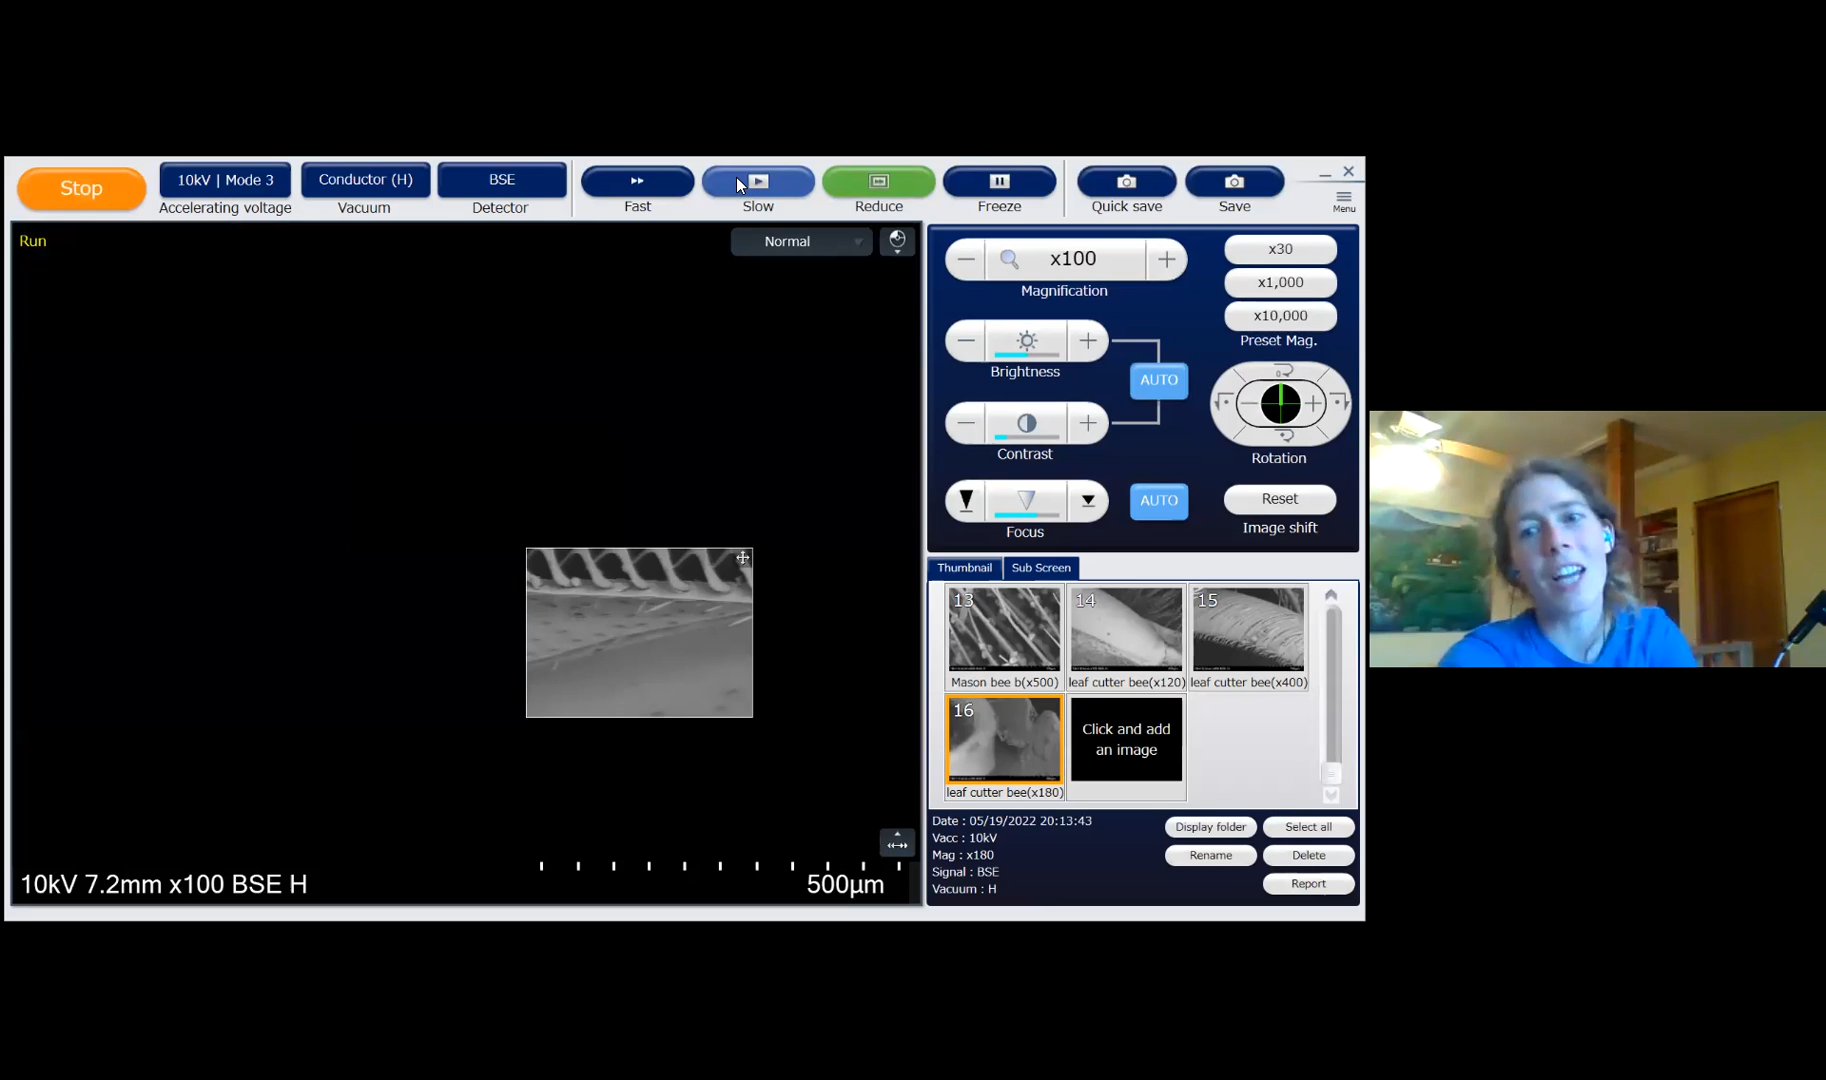 Stop
10kV | Mode 3
Accelerating voltage
Conductor (H)
Vacuum
BSE
Detector
Fast
Slow
Reduce
Freeze
Quick save
Save
Menu
Run
Normal
x100
Magnification
x30
x1,000
x10,000
Preset Mag.
Brightness
AUTO
Contrast
Rotation
Focus
AUTO
Reset
Image shift
Thumbnail
Sub Screen
13
14
15
Mason bee b(x500)
leaf cutter bee(x120)
leaf cutter bee(x400)
16
Click and add
an image
leaf cutter bee(x180)
Date : 05/19/2022 20:13:43
Vacc : 10kV
Mag : x180
Signal : BSE
Vacuum : H
Display folder
Select all
Rename
Delete
Report
10kV 7.2mm x100 BSE H
500μm